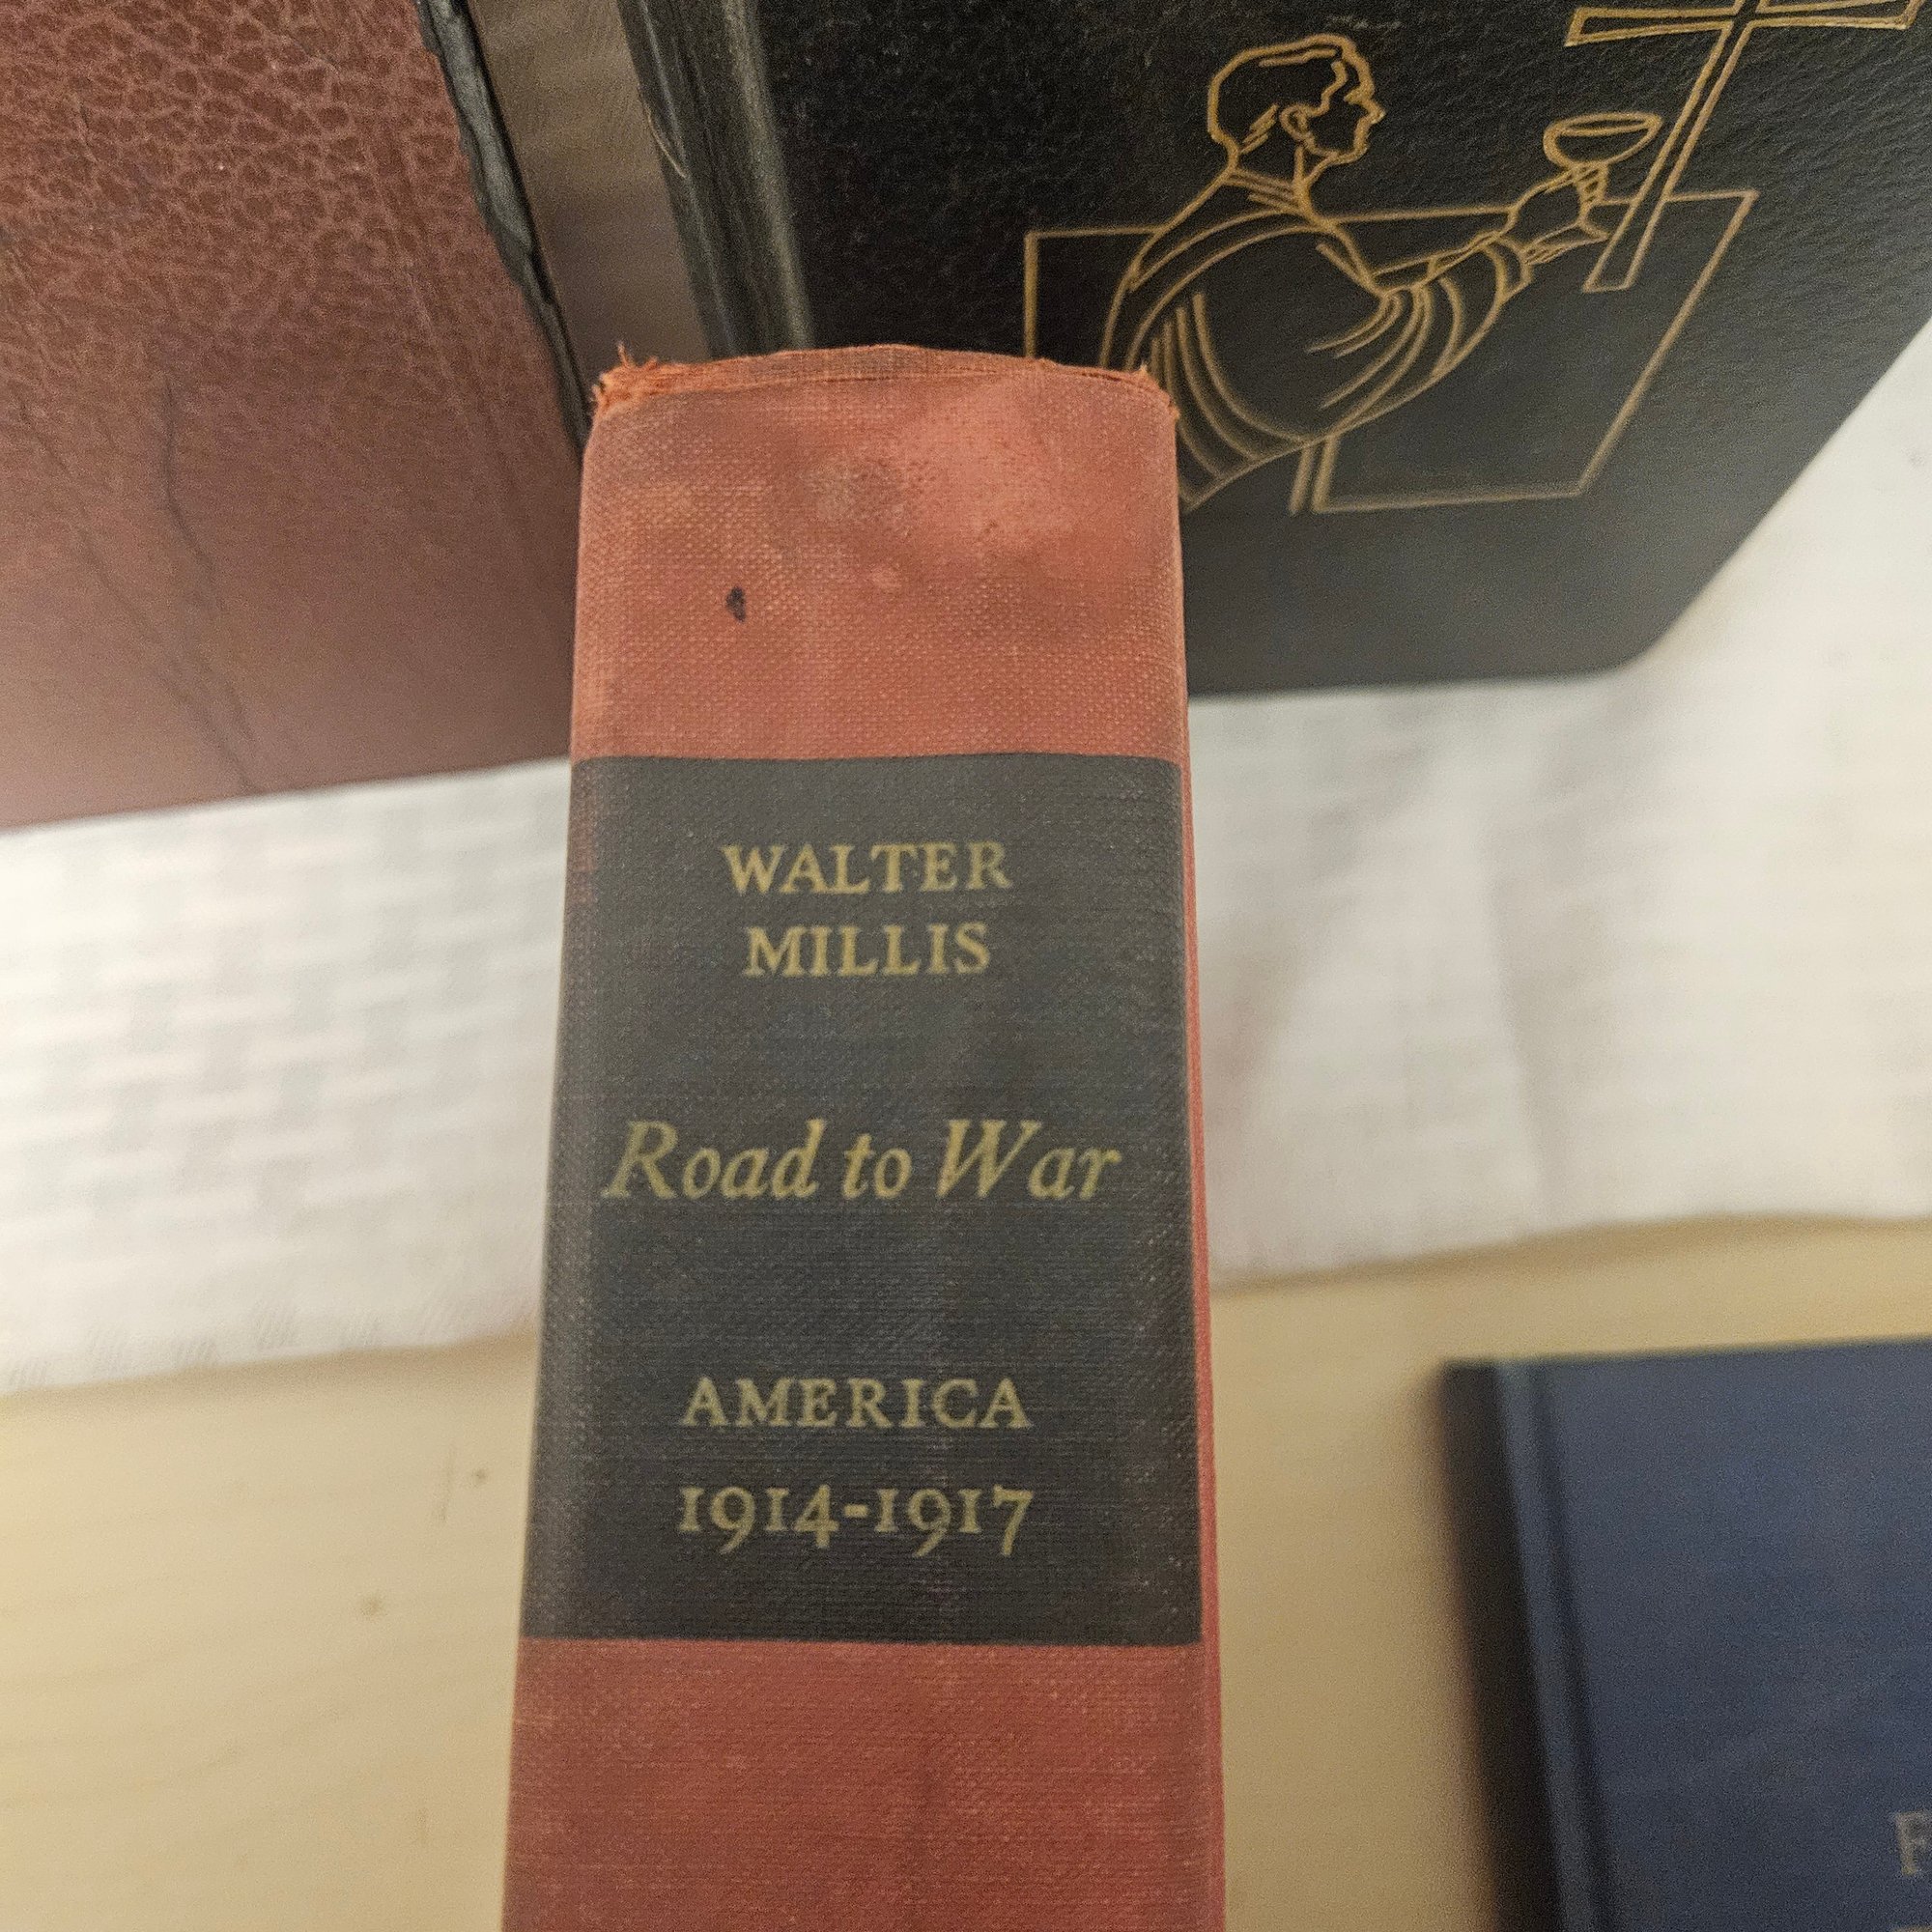 WALTER
MILLIS
Road to War
AMERICA
1914-1917
F